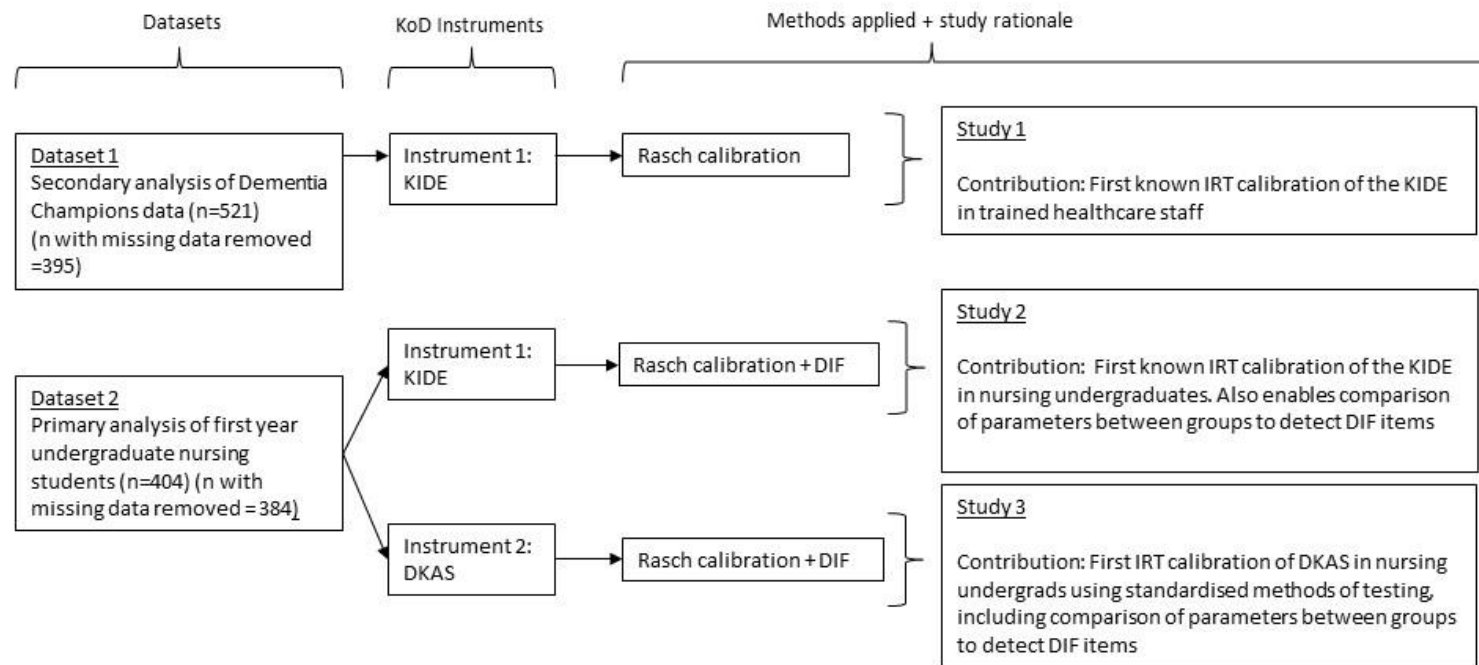 Datasets
KoD Instruments
Methods applied + study rationale
Dataset 1
Secondary analysis of Dementia
Champions data (n=521)
(n with missing data removed
=395)
Instrument 1:
KIDE
Rasch calibration
Study 1
Contribution: First known IRT calibration of the KIDE
in trained healthcare staff
Dataset 2
Primary analysis of first year
undergraduate nursing
students (n=404) (n with
missing data removed = 384)
Instrument 1:
KIDE
Rasch calibration + DIF
Study 2
Contribution: First known IRT calibration of the KIDE
in nursing undergraduates. Also enables comparison
of parameters between groups to detect DIF items
Instrument 2:
DKAS
Rasch calibration + DIF
Study 3
Contribution: First IRT calibration of DKAS in nursing
undergrads using standardised methods of testing,
including comparison of parameters between groups
to detect DIF items